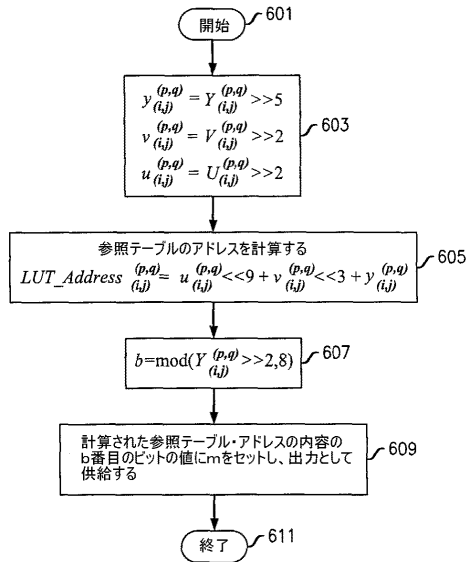 開始
601
y(i,j)(p,q) = Y(i,j)(p,q) >>5
v(i,j)(p,q) = V(i,j)(p,q) >>2
u(i,j)(p,q) = U(i,j)(p,q) >>2
603
参照テーブルのアドレスを計算する
LUT_Address(i,j)(p,q) = u(i,j)(p,q) <<9 + v(i,j)(p,q) <<3 + y(i,j)(p,q)
605
b=mod(Y(i,j)(p,q) >>2,8)
607
計算された参照テーブル・アドレスの内容の
b番目のビットの値にmをセットし、出力として
供給する
609
終了
611